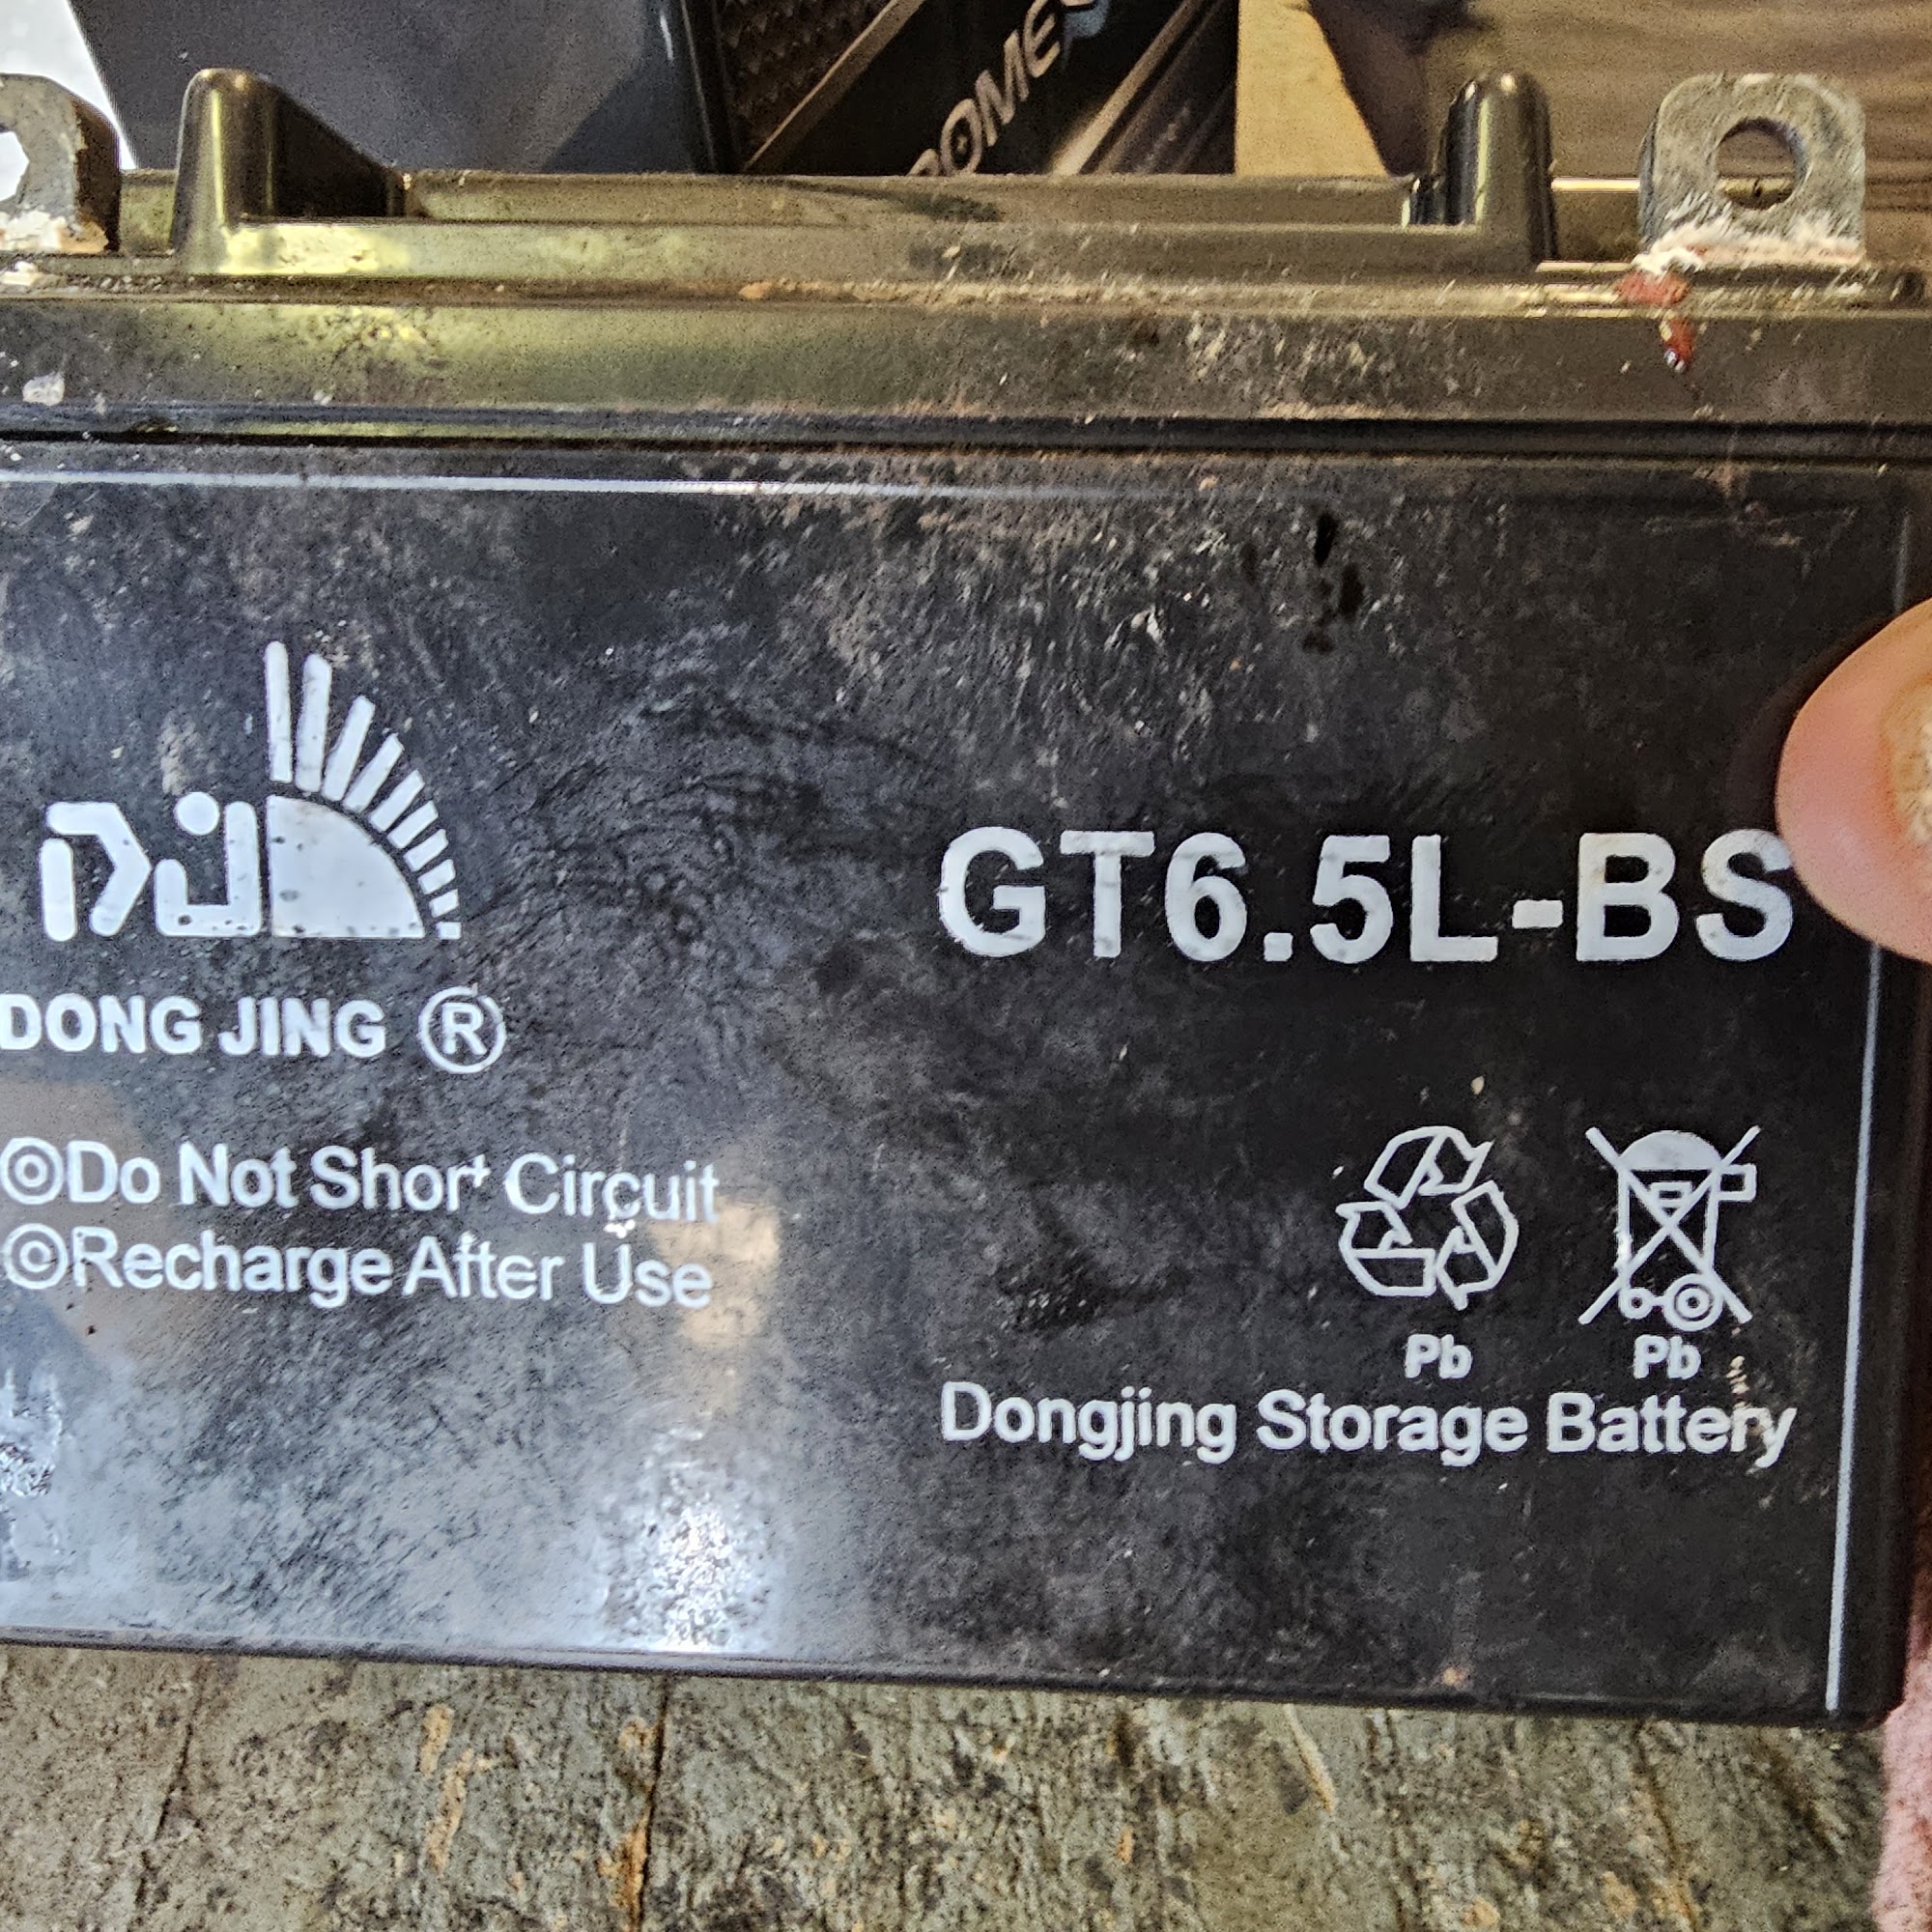 DJ
GT6.5L-BS
DONG JING ®
Do Not Short Circuit
Recharge After Use
Pb Pb
Dongjing Storage Battery